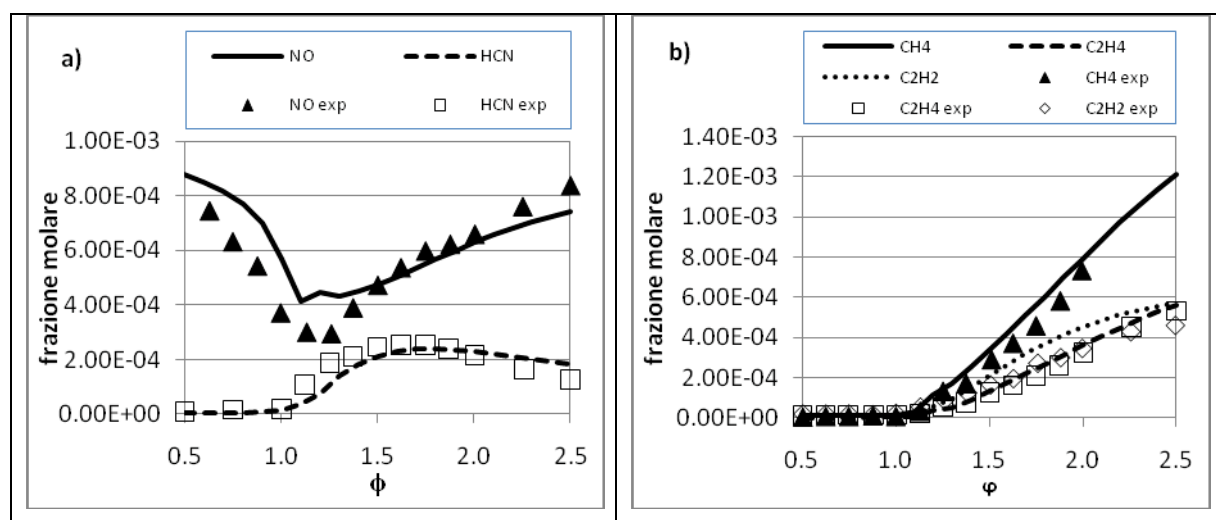 a)
NO
HCN
NO exp
HCN exp
1.00E-03
8.00E-04
6.00E-04
4.00E-04
2.00E-04
0.00E+00
frazione molare
0.5 1.0 1.5 2.0 2.5
ϕ
b)
CH4
C2H4
C2H2
CH4 exp
C2H4 exp
C2H2 exp
1.40E-03
1.20E-03
1.00E-03
8.00E-04
6.00E-04
4.00E-04
2.00E-04
0.00E+00
frazione molare
0.5 1.0 1.5 2.0 2.5
φ